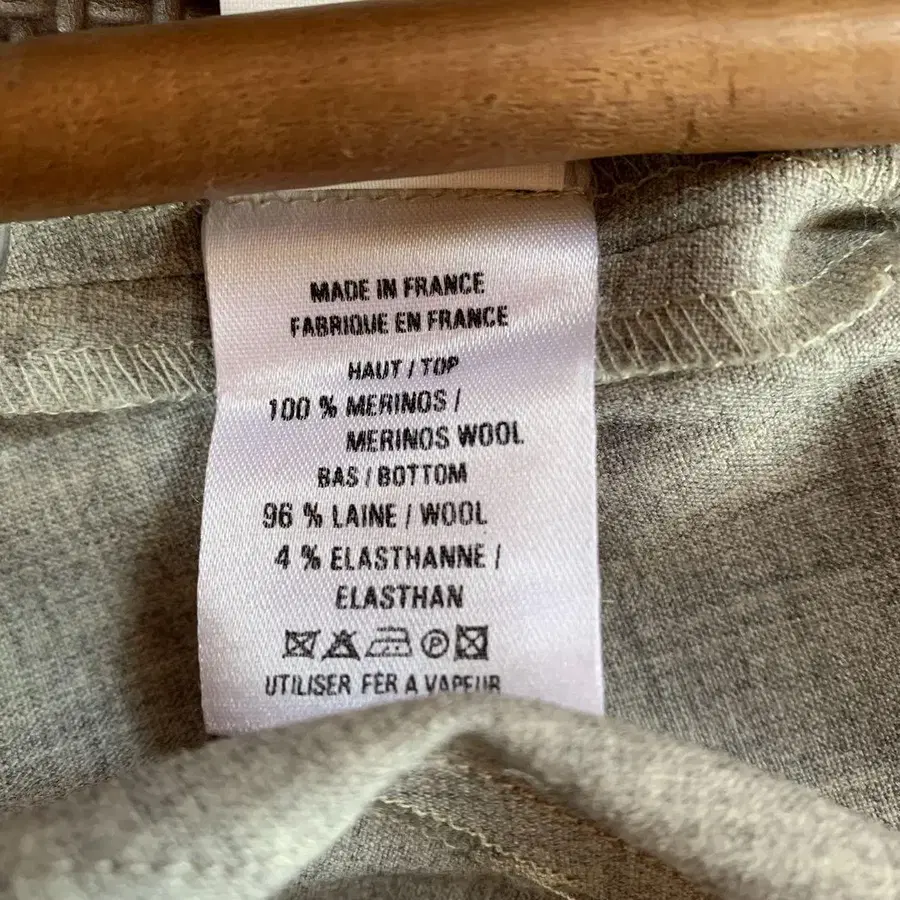 MADE IN FRANCE
FABRIQUE EN FRANCE
HAUT / TOP
100 % MERINOS /
MERINOS WOOL
BAS / BOTTOM
96 % LAINE / WOOL
4 % ELASTHANNE /
ELASTHAN
P
UTILISER FER A VAPEUR